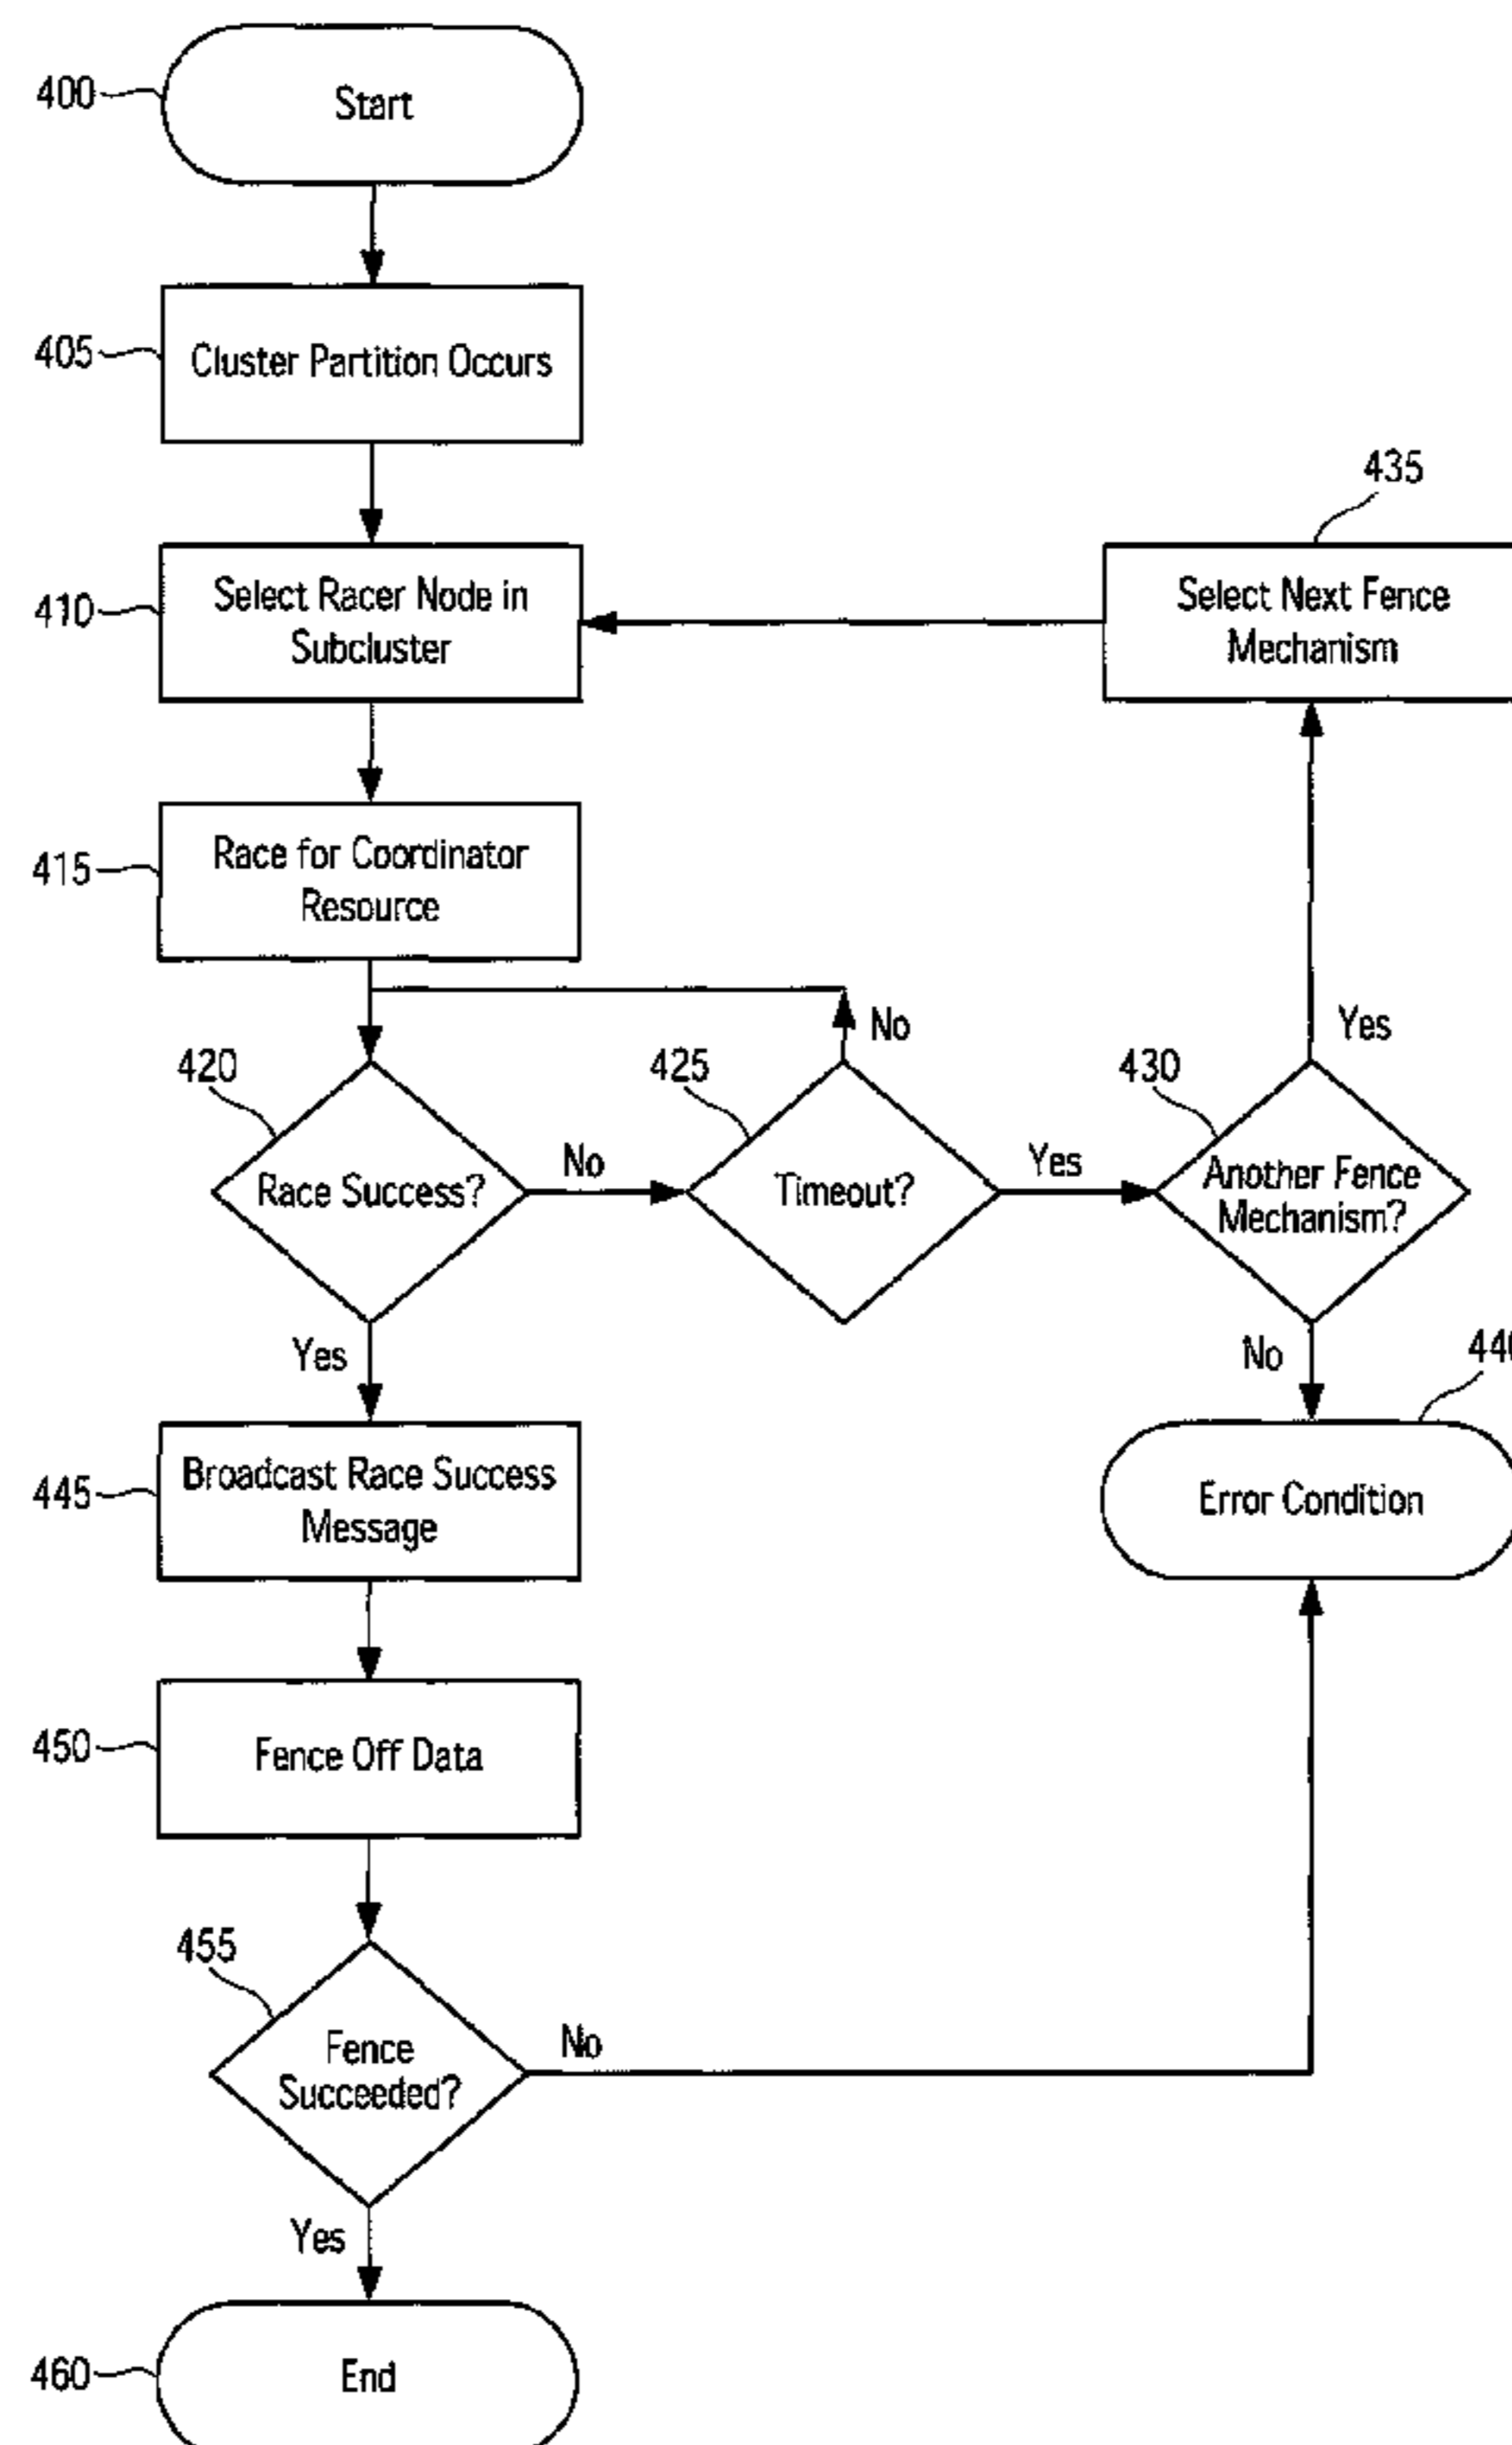 400
Start
405
Cluster Partition Occurs
435
410
Select Racer Node in
Subcluster
Select Next Fence
Mechanism
415
Race for Coordinator
Resource
No
Yes
420
425
430
Race Success?
No
Timeout?
Yes
Another Fence
Mechanism?
Yes
No
440
445
Broadcast Race Success
Message
Error Condition
450
Fence Off Data
455
Fence
Succeeded?
No
Yes
460
End